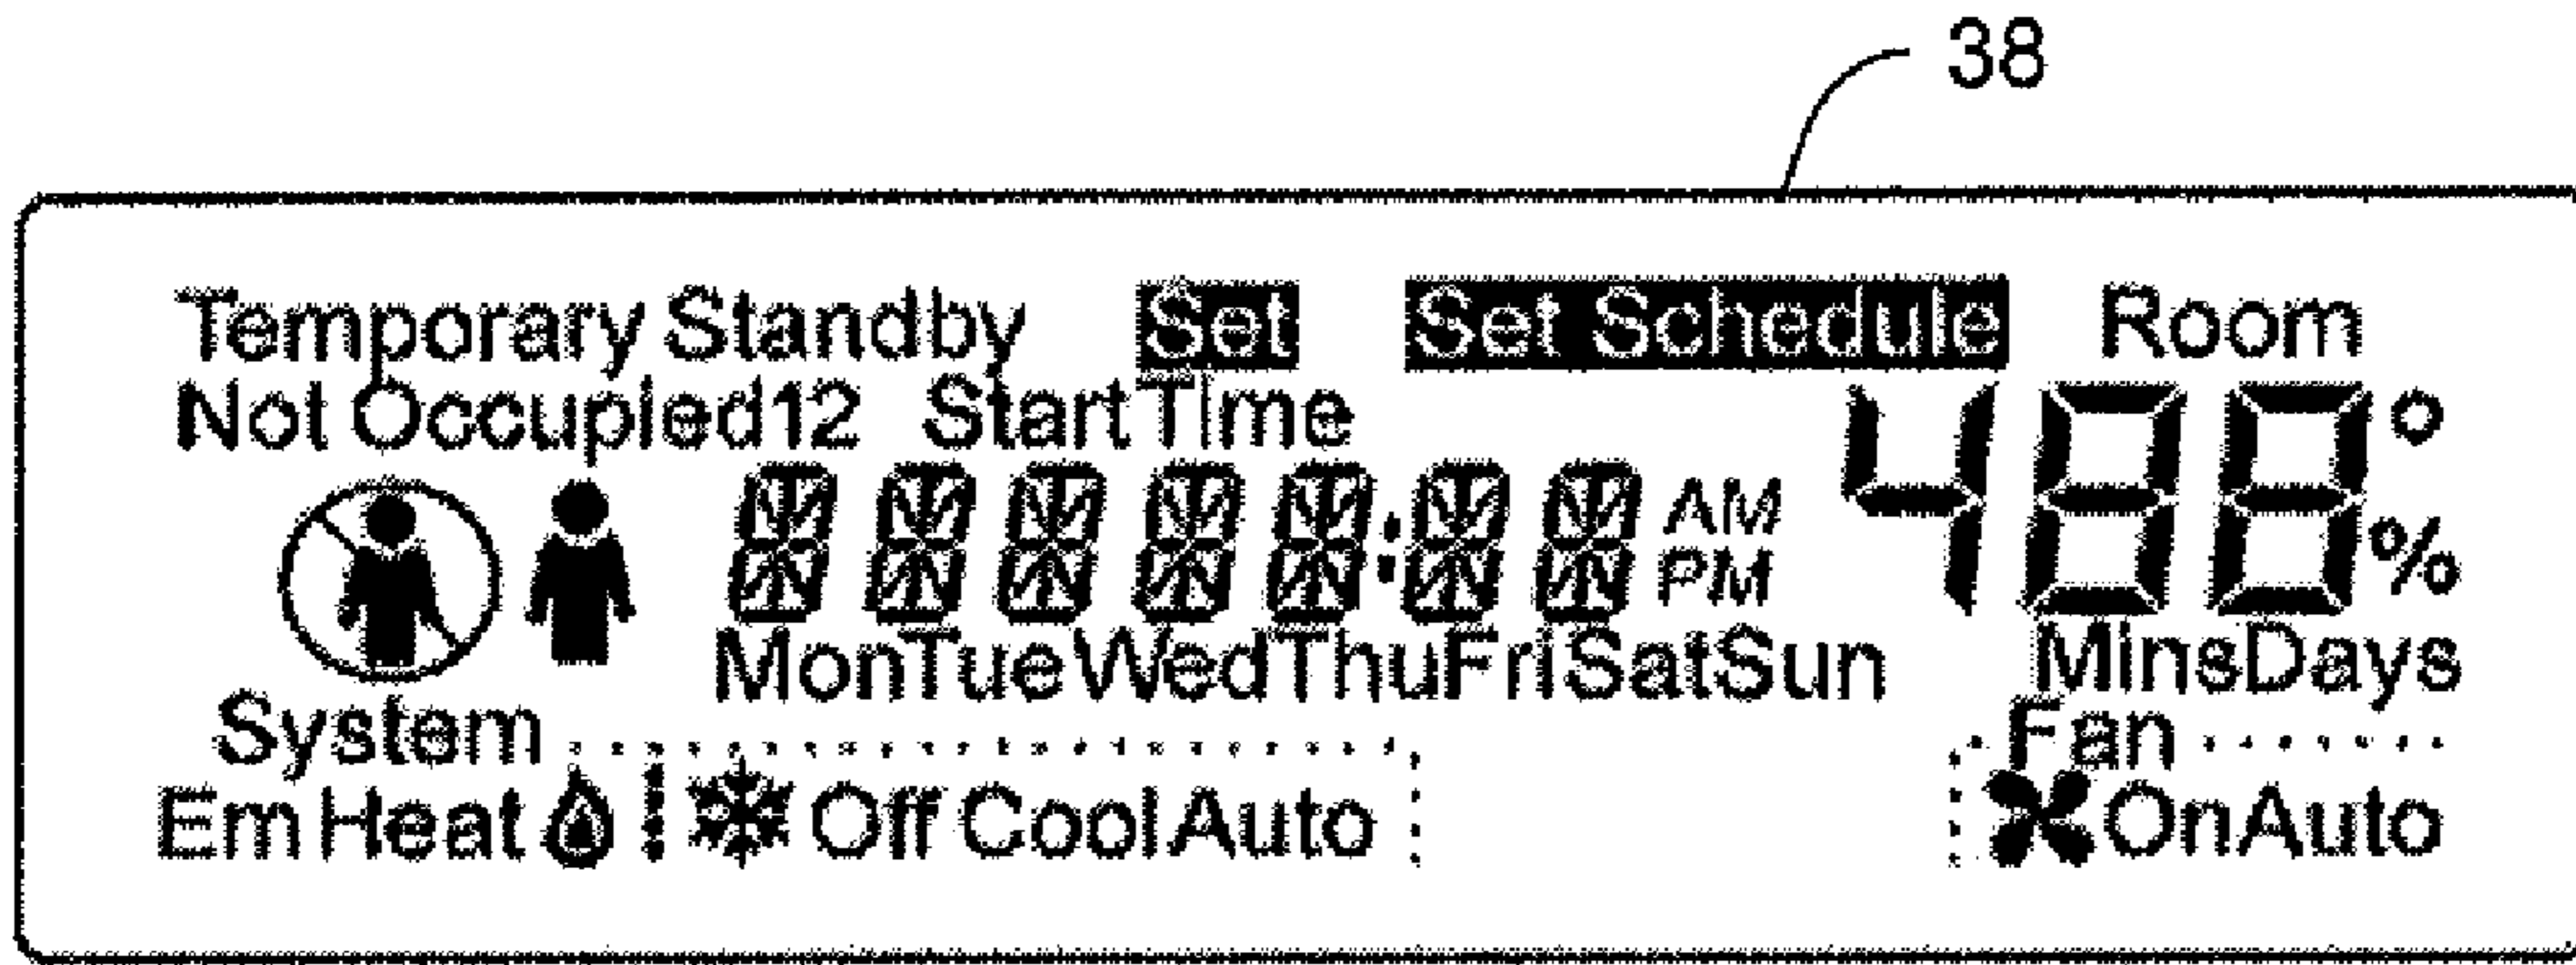 38
Temporary Standby Set Set Schedule Room
Not Occupied12 Start Time
488°
AM
PM
%
MonTueWedThuFriSatSun MinsDays
System Fan
Em Heat ! Off Cool Auto On Auto